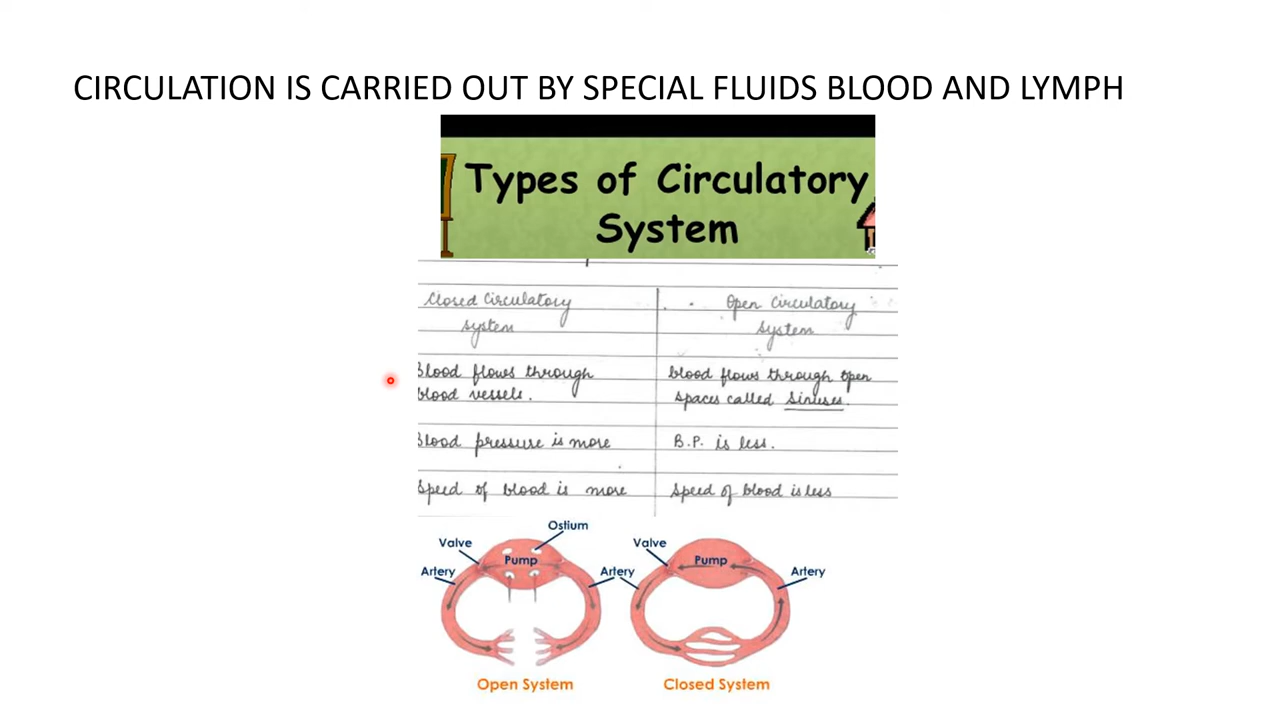 CIRCULATION IS CARRIED OUT BY SPECIAL FLUIDS BLOOD AND LYMPH
Types of Circulatory
System
Closed Circulatory
system
Open Circulatory
System
Blood flows through
blood vessels.
blood flows through open
spaces called sinuses.
Blood pressure is more
B.P. is less.
Speed of blood is more
Speed of blood is less
Ostium
Valve
Pump
Artery
Artery
Open System
Valve
Pump
Artery
Closed System